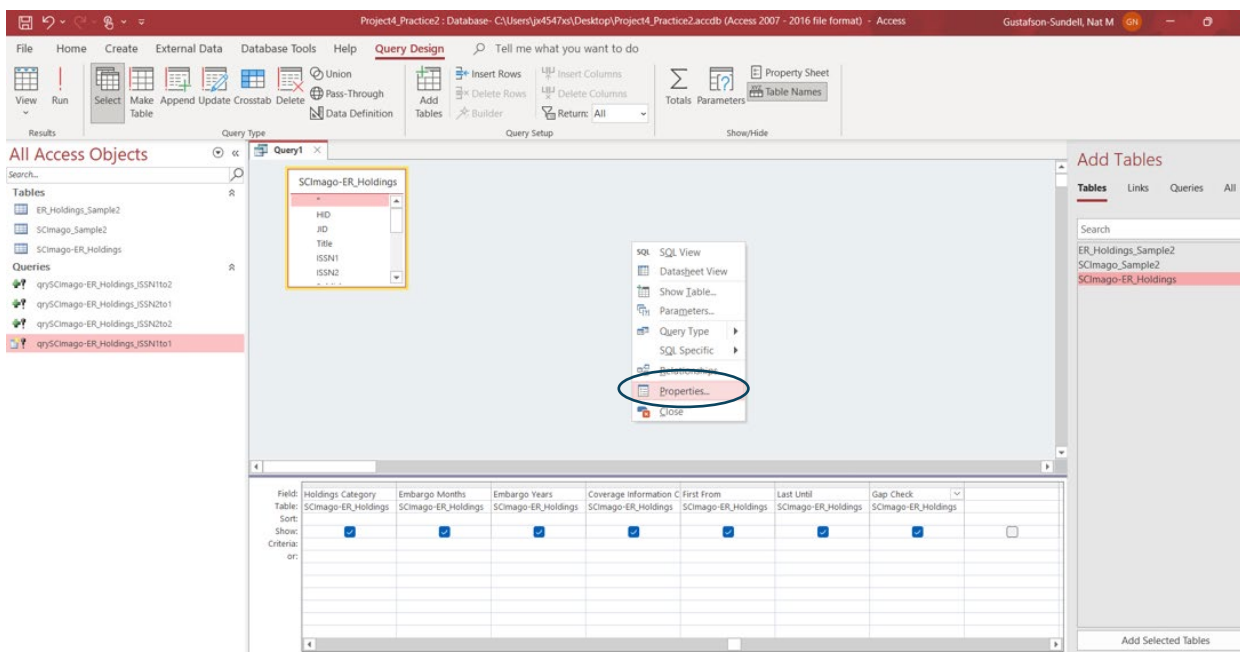 Project4_Practice2 : Database- C:\Users\jx4547xs\Desktop\Project4_Practice2.accdb (Access 2007 - 2016 file format) - Access
Gustafson-Sundell, Nat M GN
File Home Create External Data Database Tools Help Query Design Tell me what you want to do
View
Run
Select
Make Table
Append
Update
Crosstab
Delete
Union
Pass-Through
Data Definition
Add Tables
Insert Rows
Delete Rows
Builder
Insert Columns
Delete Columns
Return: All
Totals
Parameters
Property Sheet
XYZ Table Names
Results
Query Type
Query Setup
Show/Hide
All Access Objects
Search...
Tables
ER_Holdings_Sample2
SCImago_Sample2
SCImago-ER_Holdings
Queries
qrySCImago-ER_Holdings_ISSN1to2
qrySCImago-ER_Holdings_ISSN2to1
qrySCImago-ER_Holdings_ISSN2to2
qrySCImago-ER_Holdings_ISSN1to1
Query1
SCImago-ER_Holdings
*
HID
JID
Title
ISSN1
ISSN2
SQL SQL View
Datasheet View
Show Table...
Parameters...
Query Type
SQL Specific
Relationships...
Properties...
Close
Field: Holdings Category Embargo Months Embargo Years Coverage Information C First From Last Until Gap Check
Table: SCImago-ER_Holdings SCImago-ER_Holdings SCImago-ER_Holdings SCImago-ER_Holdings SCImago-ER_Holdings SCImago-ER_Holdings SCImago-ER_Holdings
Sort:
Show:
Criteria:
or:
Add Tables
Tables Links Queries All
Search
ER_Holdings_Sample2
SCImago_Sample2
SCImago-ER_Holdings
Add Selected Tables